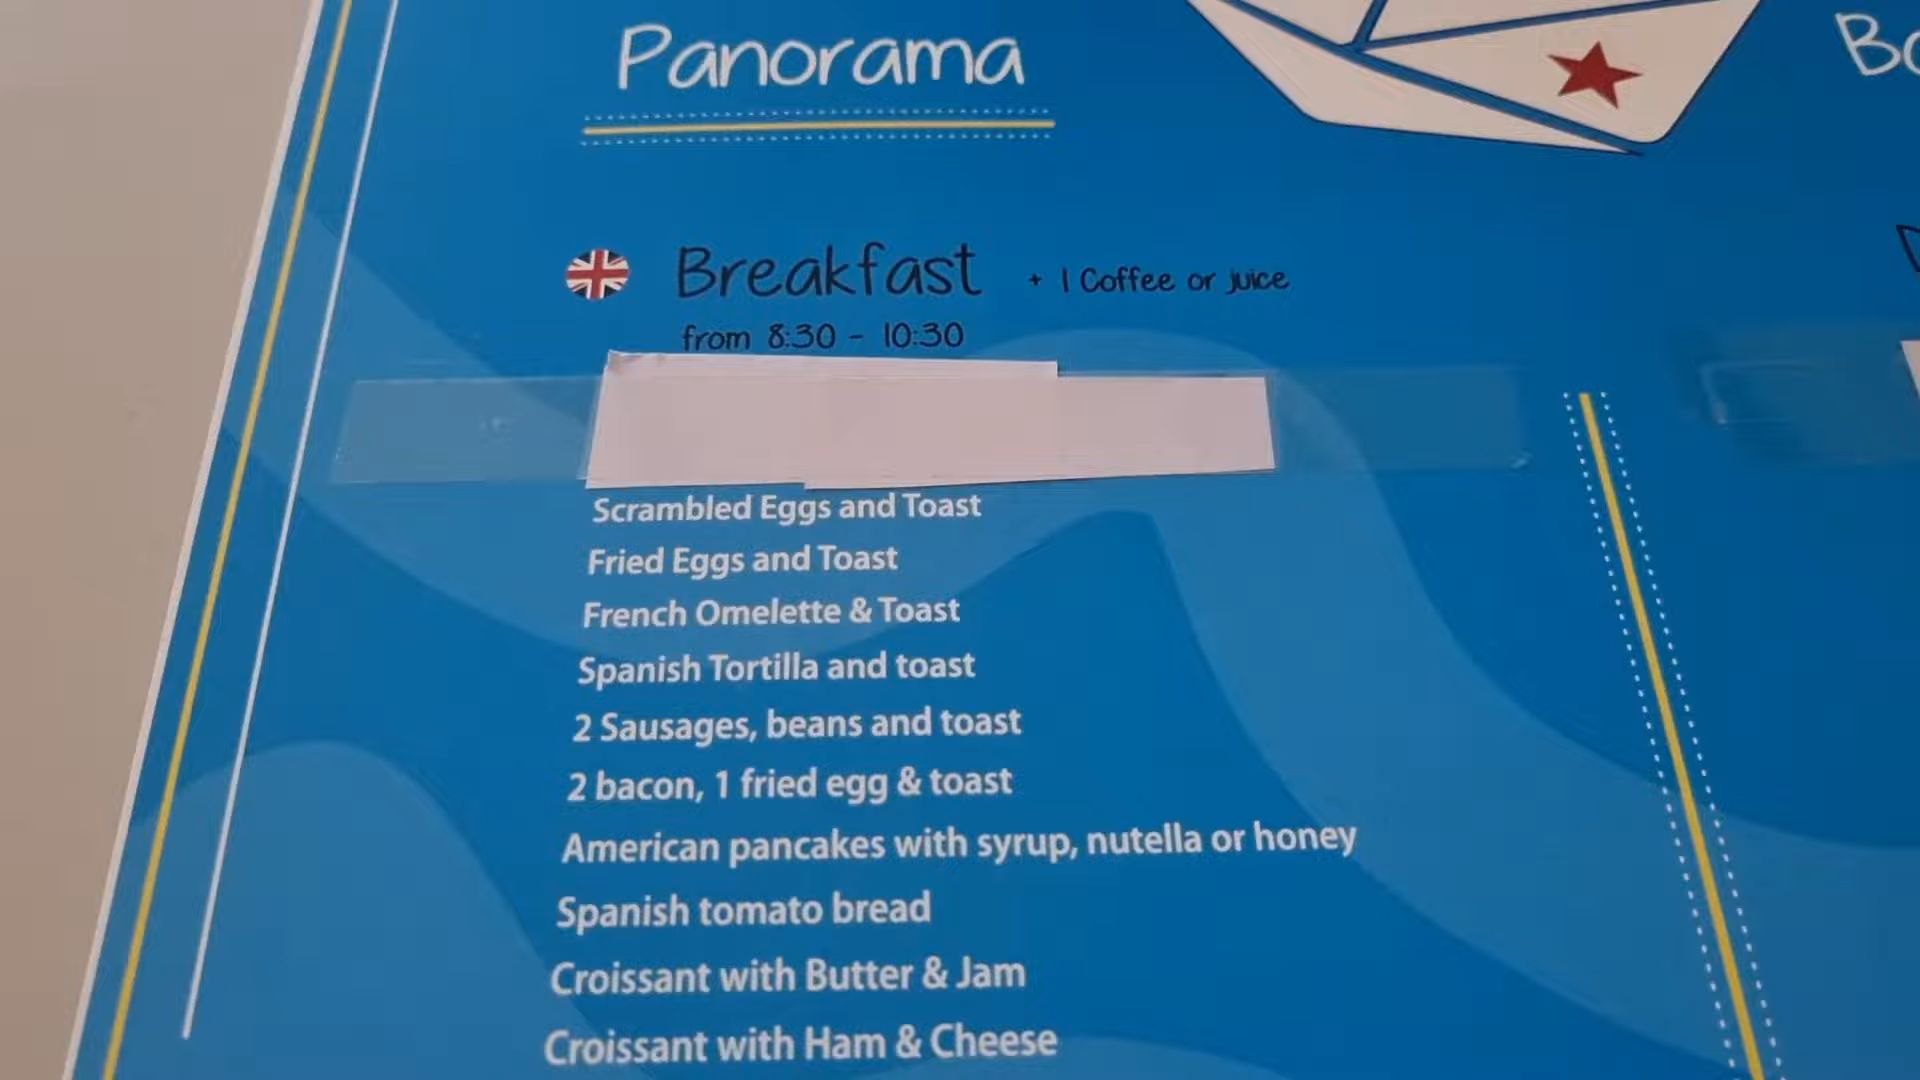 Panorama
Breakfast + 1 Coffee or juice
from 8:30 - 10:30
Scrambled Eggs and Toast
Fried Eggs and Toast
French Omelette & Toast
Spanish Tortilla and toast
2 Sausages, beans and toast
2 bacon, 1 fried egg & toast
American pancakes with syrup, nutella or honey
Spanish tomato bread
Croissant with Butter & Jam
Croissant with Ham & Cheese